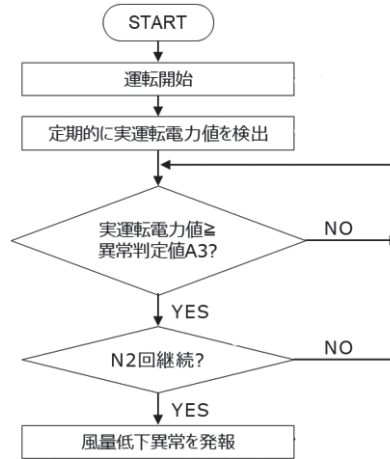 START
運転開始
定期的に実運転電力値を検出
実運転電力値≧
異常判定値A3?
NO
YES
N2回継続?
NO
YES
風量低下異常を発報